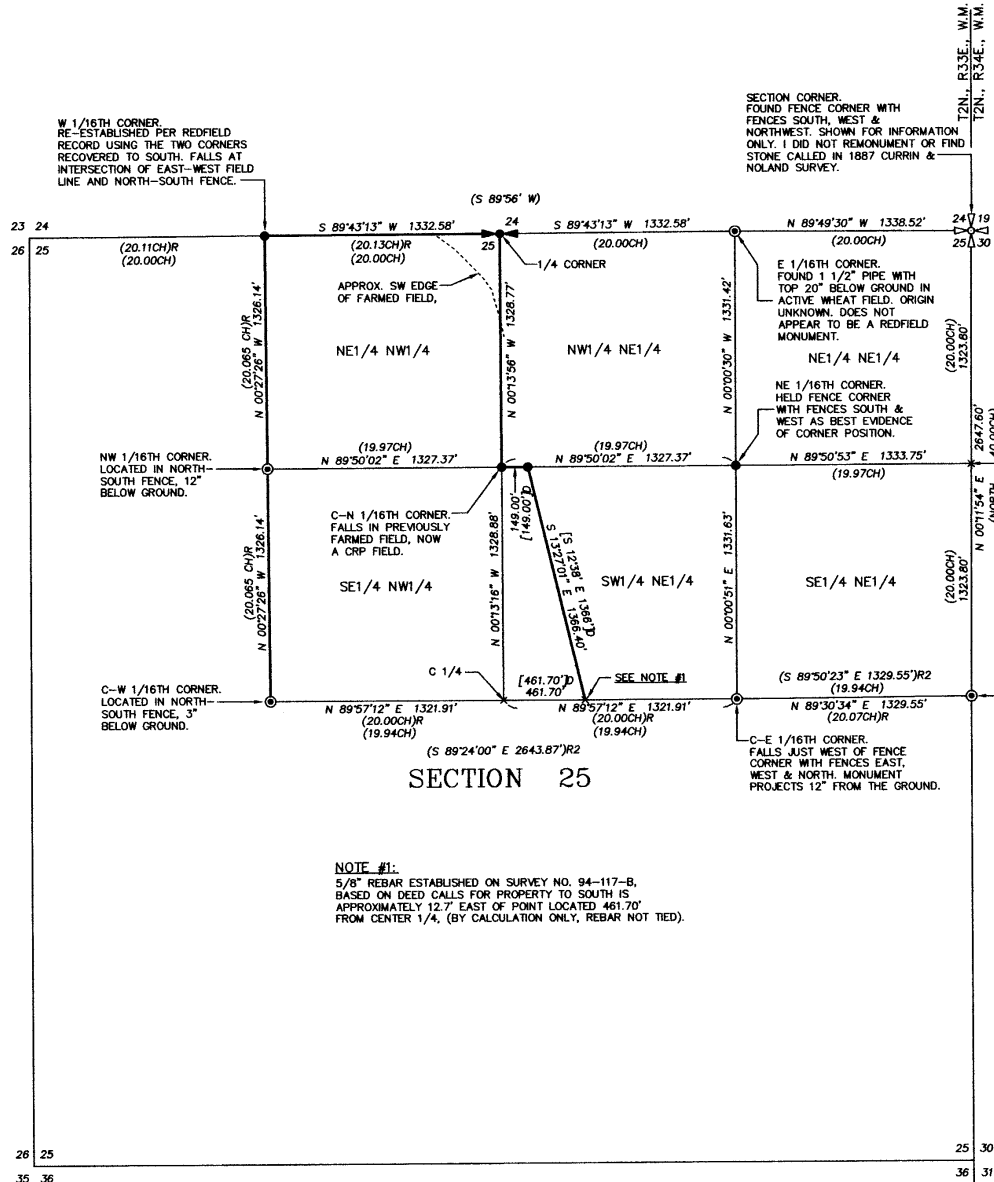 T2N., R33E., W.M.
T2N., R34E., W.M.
SECTION CORNER.
FOUND FENCE CORNER WITH
FENCES SOUTH, WEST &
NORTHWEST. SHOWN FOR INFORMATION
ONLY. I DID NOT REMONUMENT OR FIND
STONE CALLED IN 1887 CURRIN &
NOLAND SURVEY.
W 1/16TH CORNER.
RE-ESTABLISHED PER REDFIELD
RECORD USING THE TWO CORNERS
RECOVERED TO SOUTH. FALLS AT
INTERSECTION OF EAST-WEST FIELD
LINE AND NORTH-SOUTH FENCE.
(S 89°56' W)
23 24
26 25
(20.11CH)R
(20.00CH)
S 89°43'13" W 1332.58'
(20.13CH)R
(20.00CH)
24
25
S 89°43'13" W 1332.58'
(20.00CH)
N 89°49'30" W 1338.52'
(20.00CH)
24 19
25 30
1/4 CORNER
APPROX. SW EDGE
OF FARMED FIELD,
E 1/16TH CORNER.
FOUND 1 1/2" PIPE WITH
TOP 20" BELOW GROUND IN
ACTIVE WHEAT FIELD. ORIGIN
UNKNOWN. DOES NOT
APPEAR TO BE A REDFIELD
MONUMENT.
(20.065 CH)R
N 00°27'26" W 1326.14'
N 00°13'56" W 1328.77'
N 00°00'30" W 1331.42'
(20.00CH)
1323.80'
NE1/4 NW1/4
NW1/4 NE1/4
NE1/4 NE1/4
NE 1/16TH CORNER.
HELD FENCE CORNER
WITH FENCES SOUTH &
WEST AS BEST EVIDENCE
OF CORNER POSITION.
NW 1/16TH CORNER.
LOCATED IN NORTH-
SOUTH FENCE, 12"
BELOW GROUND.
(19.97CH)
N 89°50'02" E 1327.37'
(19.97CH)
N 89°50'02" E 1327.37'
N 89°50'53" E 1333.75'
(19.97CH)
N 00°11'54" E 2647.60'
(NORTH 40.00CH)
C-N 1/16TH CORNER.
FALLS IN PREVIOUSLY
FARMED FIELD, NOW
A CRP FIELD.
149.00'
[149.00']D
(20.065 CH)R
N 00°27'26" W 1326.14'
N 00°13'16" W 1328.88'
[S 12°38' E 1368']D
S 13°27'01" E 1366.40'
N 00°00'51" E 1331.63'
(20.00CH)
1323.80'
SE1/4 NW1/4
SW1/4 NE1/4
SE1/4 NE1/4
C 1/4
[461.70']D
461.70'
SEE NOTE #1
(S 89°50'23" E 1329.55')R2
(19.94CH)
C-W 1/16TH CORNER.
LOCATED IN NORTH-
SOUTH FENCE, 3"
BELOW GROUND.
N 89°57'12" E 1321.91'
(20.00CH)R
(19.94CH)
N 89°57'12" E 1321.91'
(20.00CH)R
(19.94CH)
N 89°30'34" E 1329.55'
(20.07CH)R
(S 89°24'00" E 2643.87')R2
C-E 1/16TH CORNER.
FALLS JUST WEST OF FENCE
CORNER WITH FENCES EAST,
WEST & NORTH. MONUMENT
PROJECTS 12" FROM THE GROUND.
SECTION 25
NOTE #1:
5/8" REBAR ESTABLISHED ON SURVEY NO. 94-117-B,
BASED ON DEED CALLS FOR PROPERTY TO SOUTH IS
APPROXIMATELY 12.7' EAST OF POINT LOCATED 461.70'
FROM CENTER 1/4, (BY CALCULATION ONLY, REBAR NOT TIED).
26 25
35 36
25 30
36 31